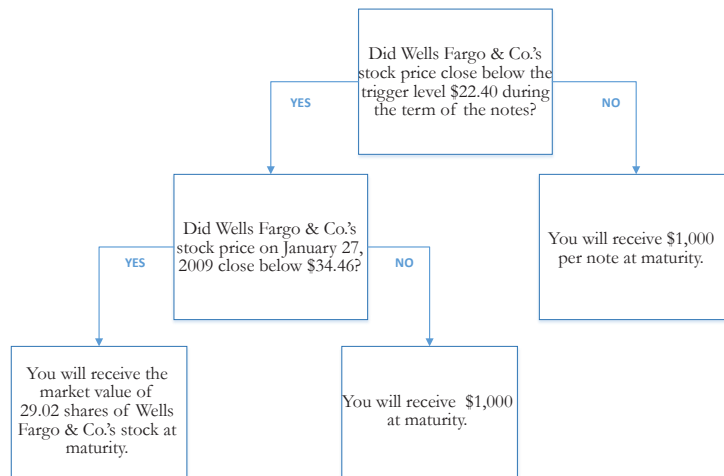 Did Wells Fargo & Co.'s
stock price close below the
trigger level $22.40 during
the term of the notes?
YES
NO
Did Wells Fargo & Co.'s
stock price on January 27,
2009 close below $34.46?
You will receive $1,000
per note at maturity.
YES
NO
You will receive the
market value of
29.02 shares of Wells
Fargo & Co.'s stock at
maturity.
You will receive $1,000
at maturity.